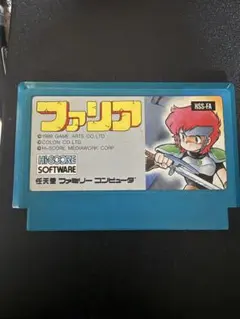 HSS-FA
ファリア
©1989 GAME ARTS CO.,LTD
©COLON CO.,LTD.
©HI-SCORE MEDIAWORK CORP.
Hi-SCORE
SOFTWARE
任天堂 ファミリー コンピュータ